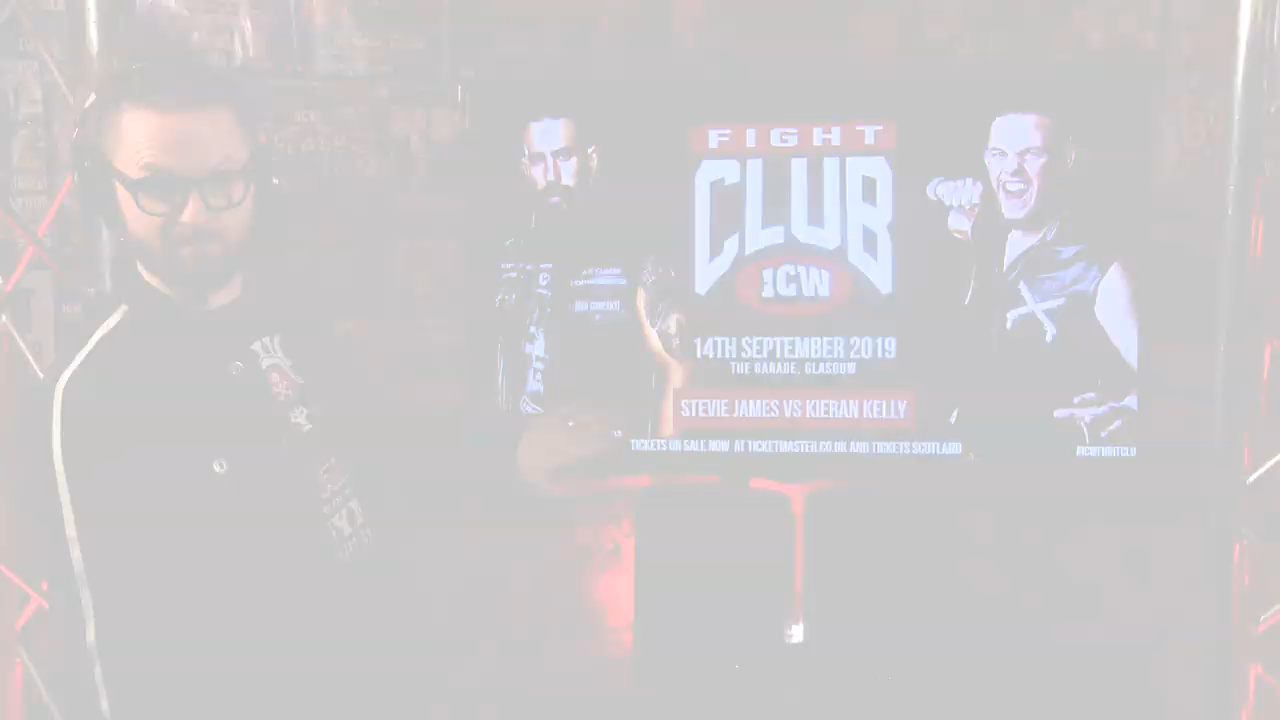 FIGHT
CLUB
ICW
14TH SEPTEMBER 2019
THE GARAGE, GLASGOW
STEVIE JAMES VS KIERAN KELLY
TICKETS ON SALE NOW AT TICKETMASTER.CO.UK AND TICKETS SCOTLAND
#ICWFIGHTCLU